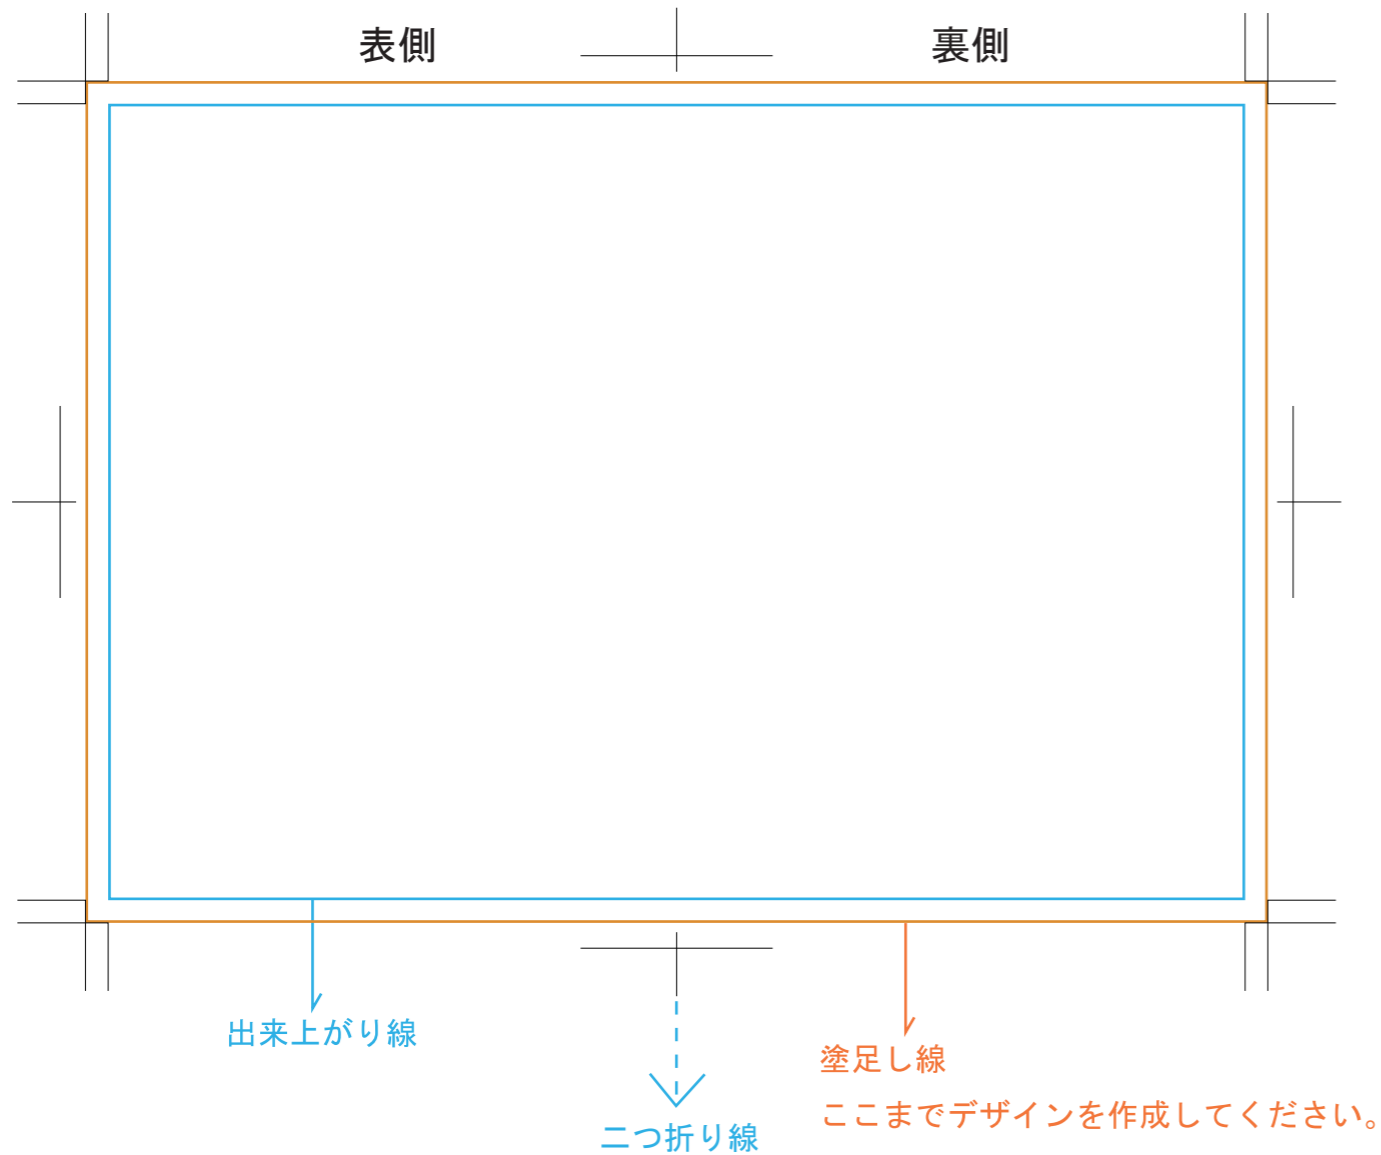 表側
裏側
出来上がり線
二つ折り線
塗足し線
ここまでデザインを作成してください。